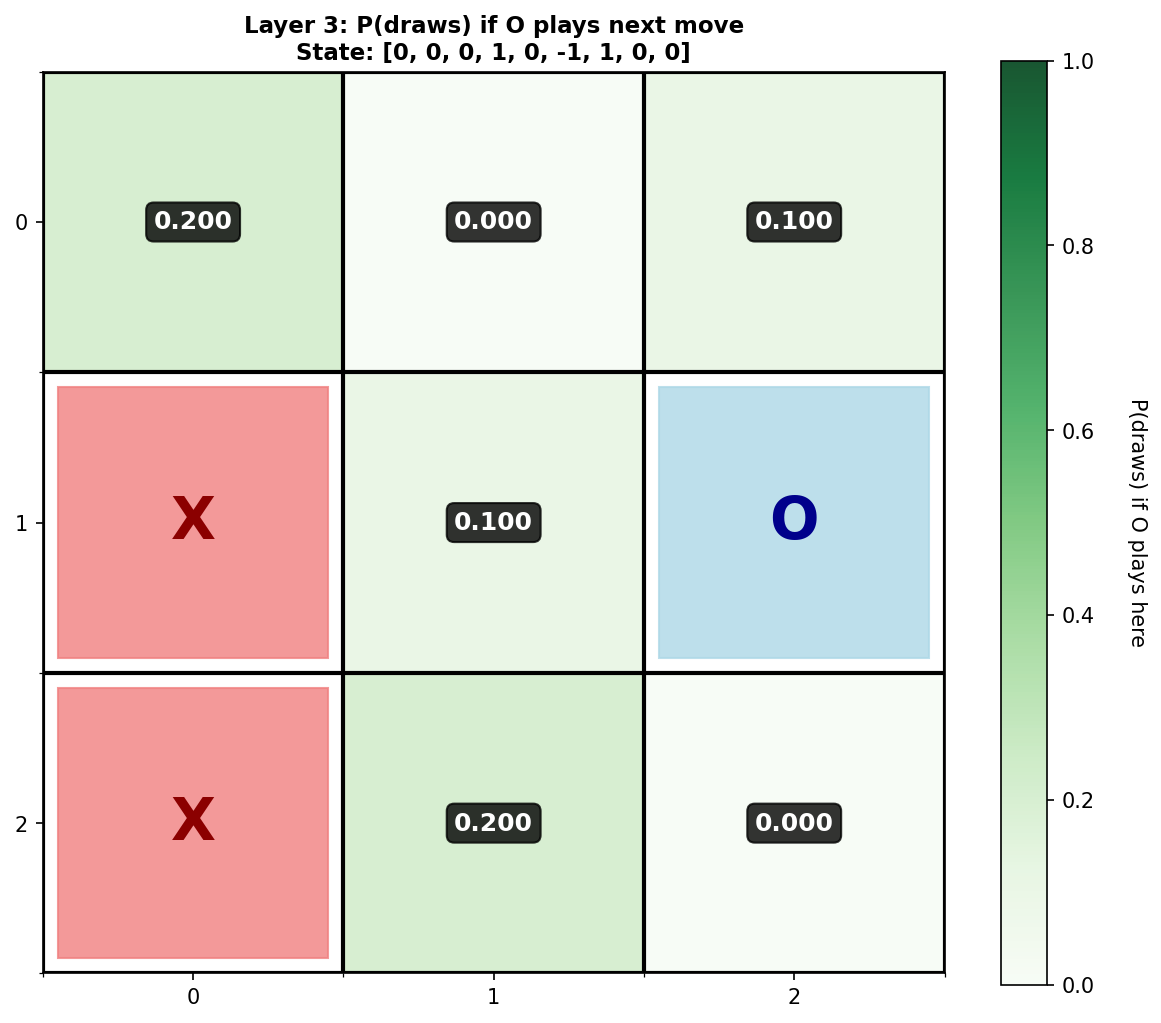 Layer 3: P(draws) if O plays next move
State: [0, 0, 0, 1, 0, -1, 1, 0, 0]
0.200 0.000 0.100
X 0.100 O
X 0.200 0.000
0
1
2
0 1 2
1.0
0.8
0.6
0.4
0.2
0.0
P(draws) if O plays here